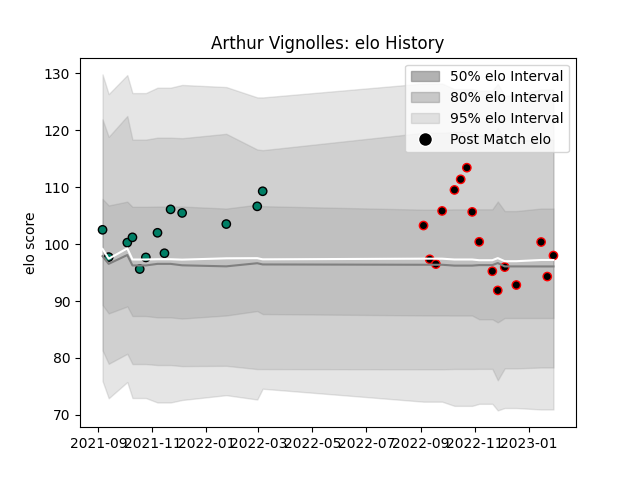 Arthur Vignolles: elo History
50% elo Interval
80% elo Interval
95% elo Interval
Post Match elo
elo score
130
120
110
100
90
80
70
2021-09 2021-11 2022-01 2022-03 2022-05 2022-07 2022-09 2022-11 2023-01